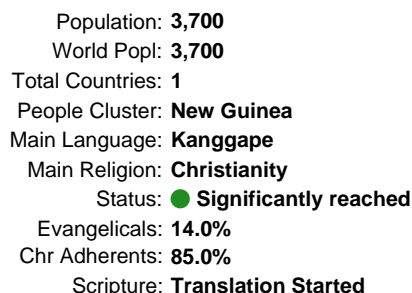 Population: 3,700
World Popl: 3,700
Total Countries: 1
People Cluster: New Guinea
Main Language: Kanggape
Main Religion: Christianity
Status: Significantly reached
Evangelicals: 14.0%
Chr Adherents: 85.0%
Scripture: Translation Started